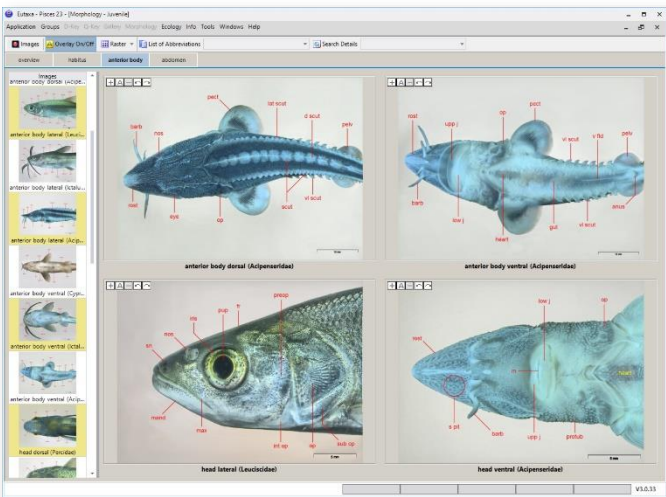 Eutaxa - Pisces 23 - [Morphology - Juvenile]
Application Groups D-Key G-Key Ident-Key Morphology Ecology Info Tools Windows Help
Images Overlay On/Off Raster List of Abbreviations Search Details
overview habitus anterior body abdomen
Images
anterior body dorsal (Acipe...
anterior body lateral (Leuci...
anterior body lateral (Ictalu...
anterior body lateral (Acip...
anterior body ventral (Cypri...
anterior body ventral (Ictal...
anterior body ventral (Acip...
head dorsal (Percidae)
pect
lat scut
d scut
pelv
barb
nos
rost
eye
op
scut
vl scut
anterior body dorsal (Acipenseridae)
rost
upp j
op
pect
vl scut
v fld
pelv
barb
low j
heart
gut
vl scut
anus
anterior body ventral (Acipenseridae)
preop
fr
pup
iris
nos
sn
mand
max
int op
op
sub op
head lateral (Leuciscidae)
low j
op
rost
m
heart
s pit
barb
upp j
protub
head ventral (Acipenseridae)
V3.0.33